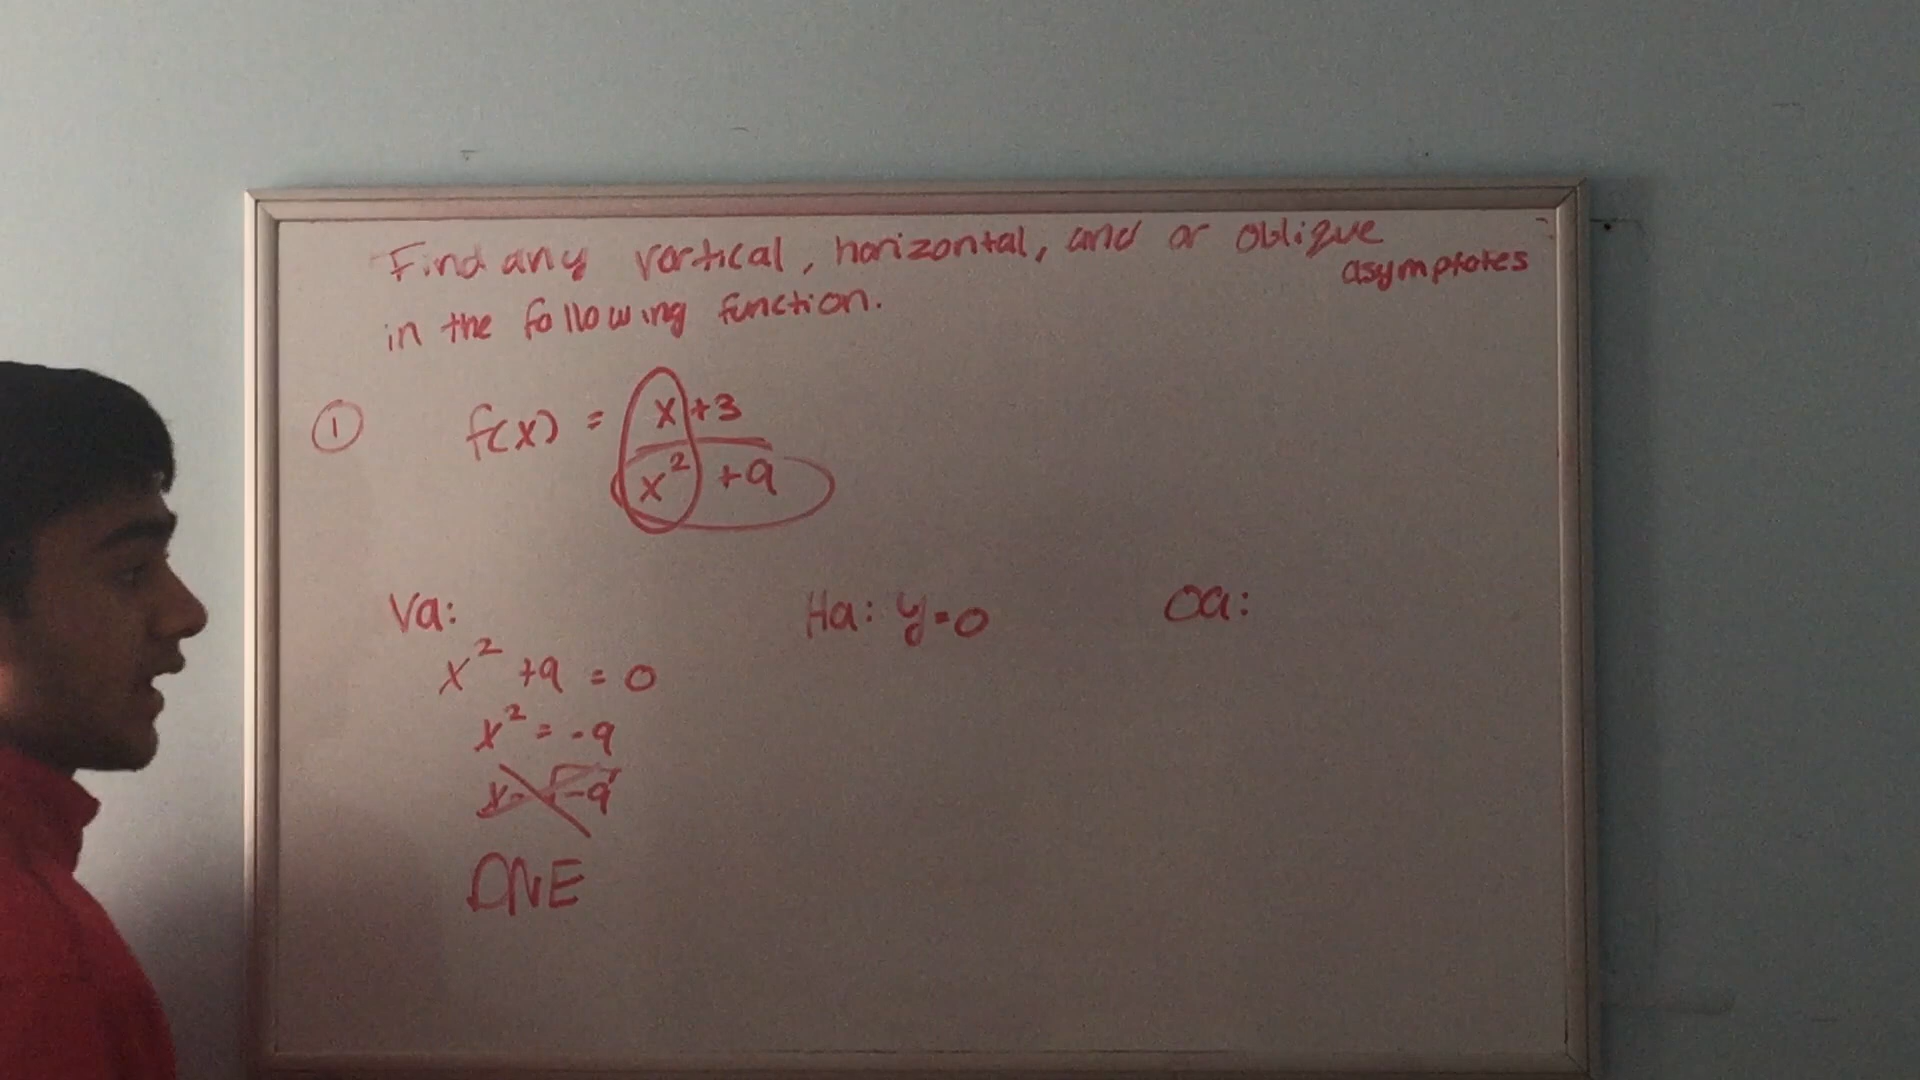 Find any vertical, horizontal, and or oblique asymptotes
in the following function.
① f(x) = x+3
x² +9
Va: Ha: y=0 Oa:
x² +9 = 0
x² = -9
x=√-9
DNE